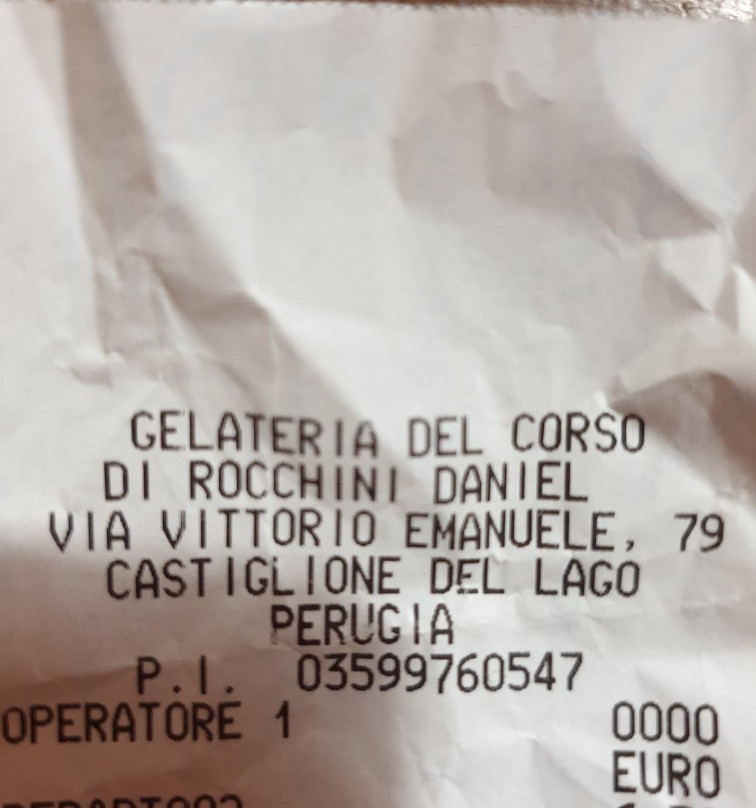 GELATERIA DEL CORSO
DI ROCCHINI DANIEL
VIA VITTORIO EMANUELE, 79
CASTIGLIONE DEL LAGO
PERUGIA
P.I. 03599760547
OPERATORE 1 0000
EURO